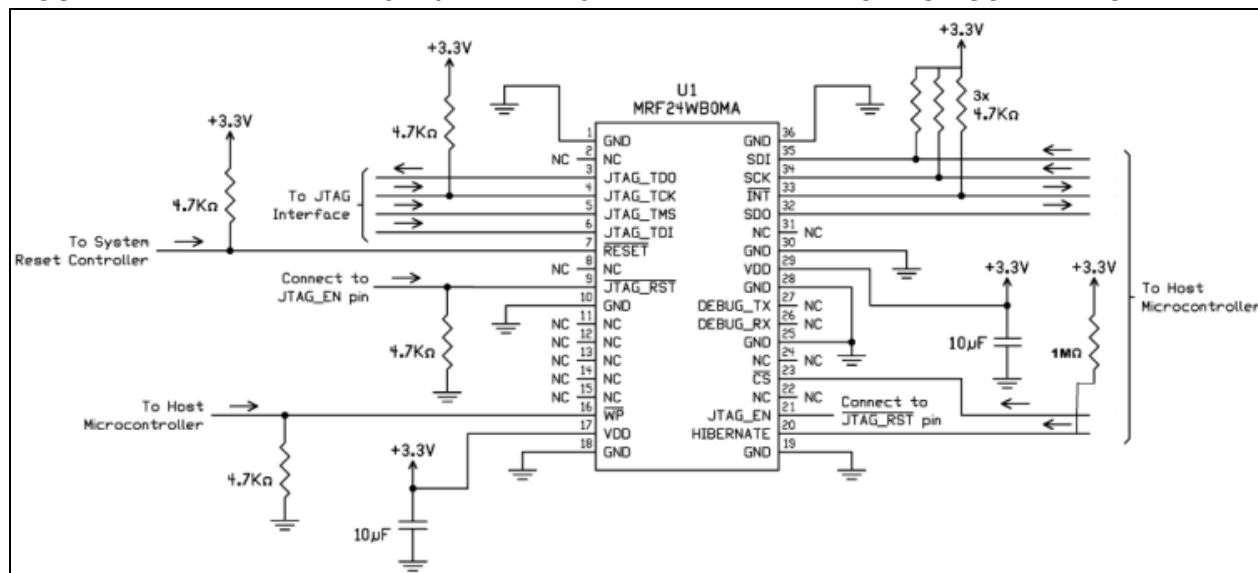 +3.3V
+3.3V
+3.3V
U1
MRF24WB0MA
3x
4.7KΩ
4.7KΩ
+3.3V
4.7KΩ
1 GND
2 NC NC
3 JTAG_TDO
4 JTAG_TCK
5 JTAG_TMS
6 JTAG_TDI
7 RESET
8 NC NC
9 JTAG_RST
10 GND
11 NC NC
12 NC NC
13 NC NC
14 NC NC
15 NC NC
16 WP
17 VDD
18 GND
GND 36
SDI 35
SCK 34
INT 33
SDO 32
NC 31 NC
GND 30
VDD 29
GND 28
DEBUG_TX 27 NC
DEBUG_RX 26 NC
GND 25
NC 24 NC
CS 23
NC 22 NC
JTAG_EN 21
HIBERNATE 20
GND 19
To JTAG
Interface
To System
Reset Controller
Connect to
JTAG_EN pin
4.7KΩ
To Host
Microcontroller
4.7KΩ
+3.3V
10µF
+3.3V
+3.3V
10µF
1MΩ
To Host
Microcontroller
Connect to
JTAG_RST pin